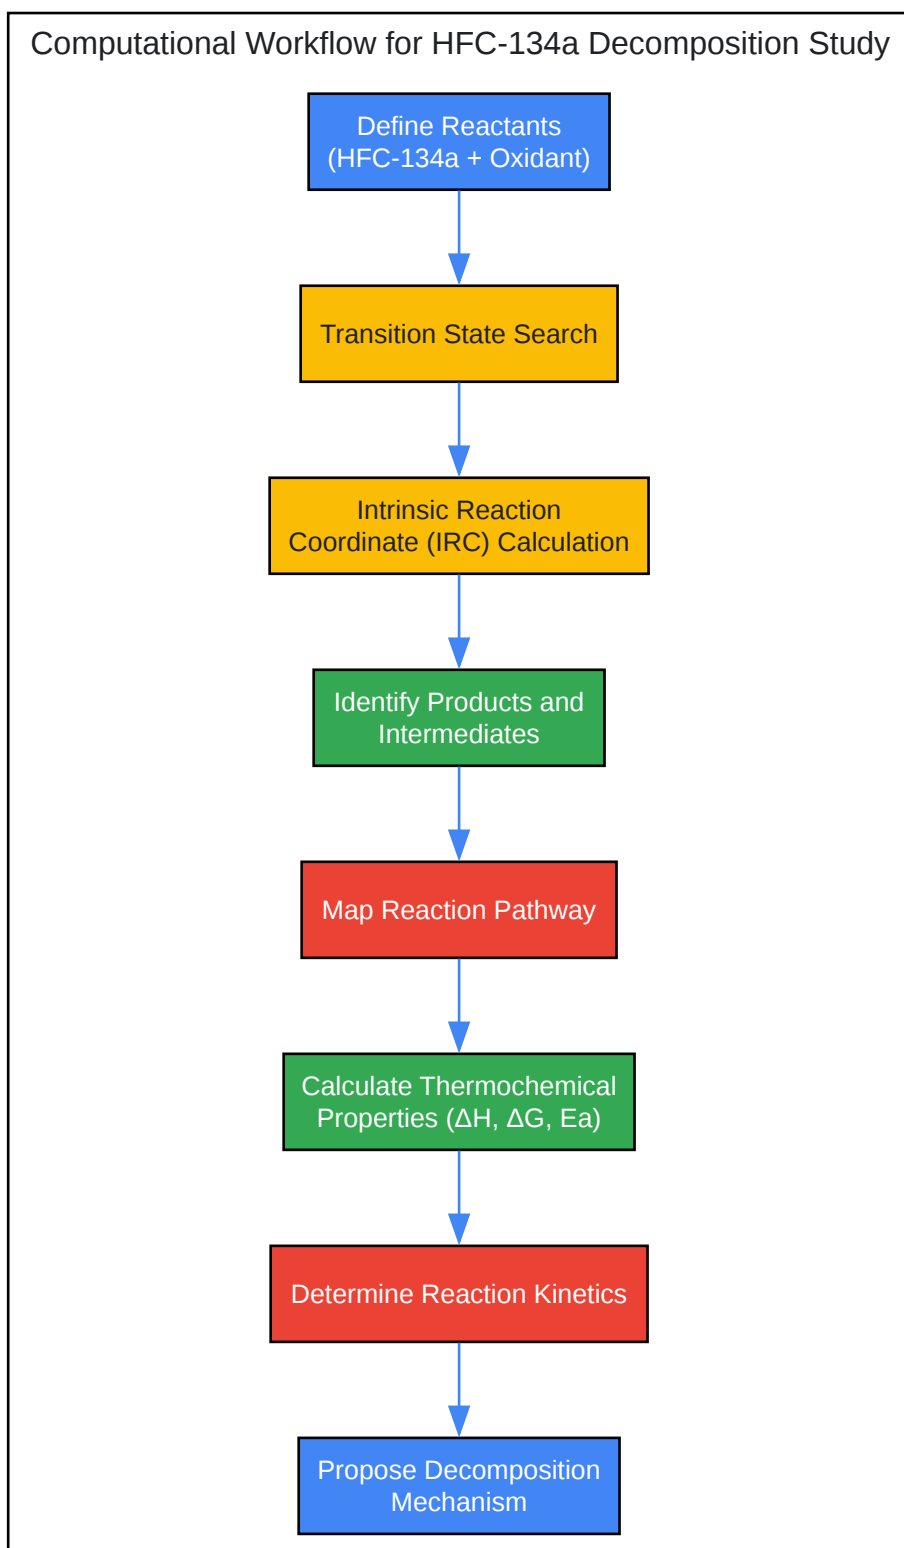 Computational Workflow for HFC-134a Decomposition Study
Define Reactants
(HFC-134a + Oxidant)
Transition State Search
Intrinsic Reaction
Coordinate (IRC) Calculation
Identify Products and
Intermediates
Map Reaction Pathway
Calculate Thermochemical
Properties (ΔH, ΔG, Ea)
Determine Reaction Kinetics
Propose Decomposition
Mechanism